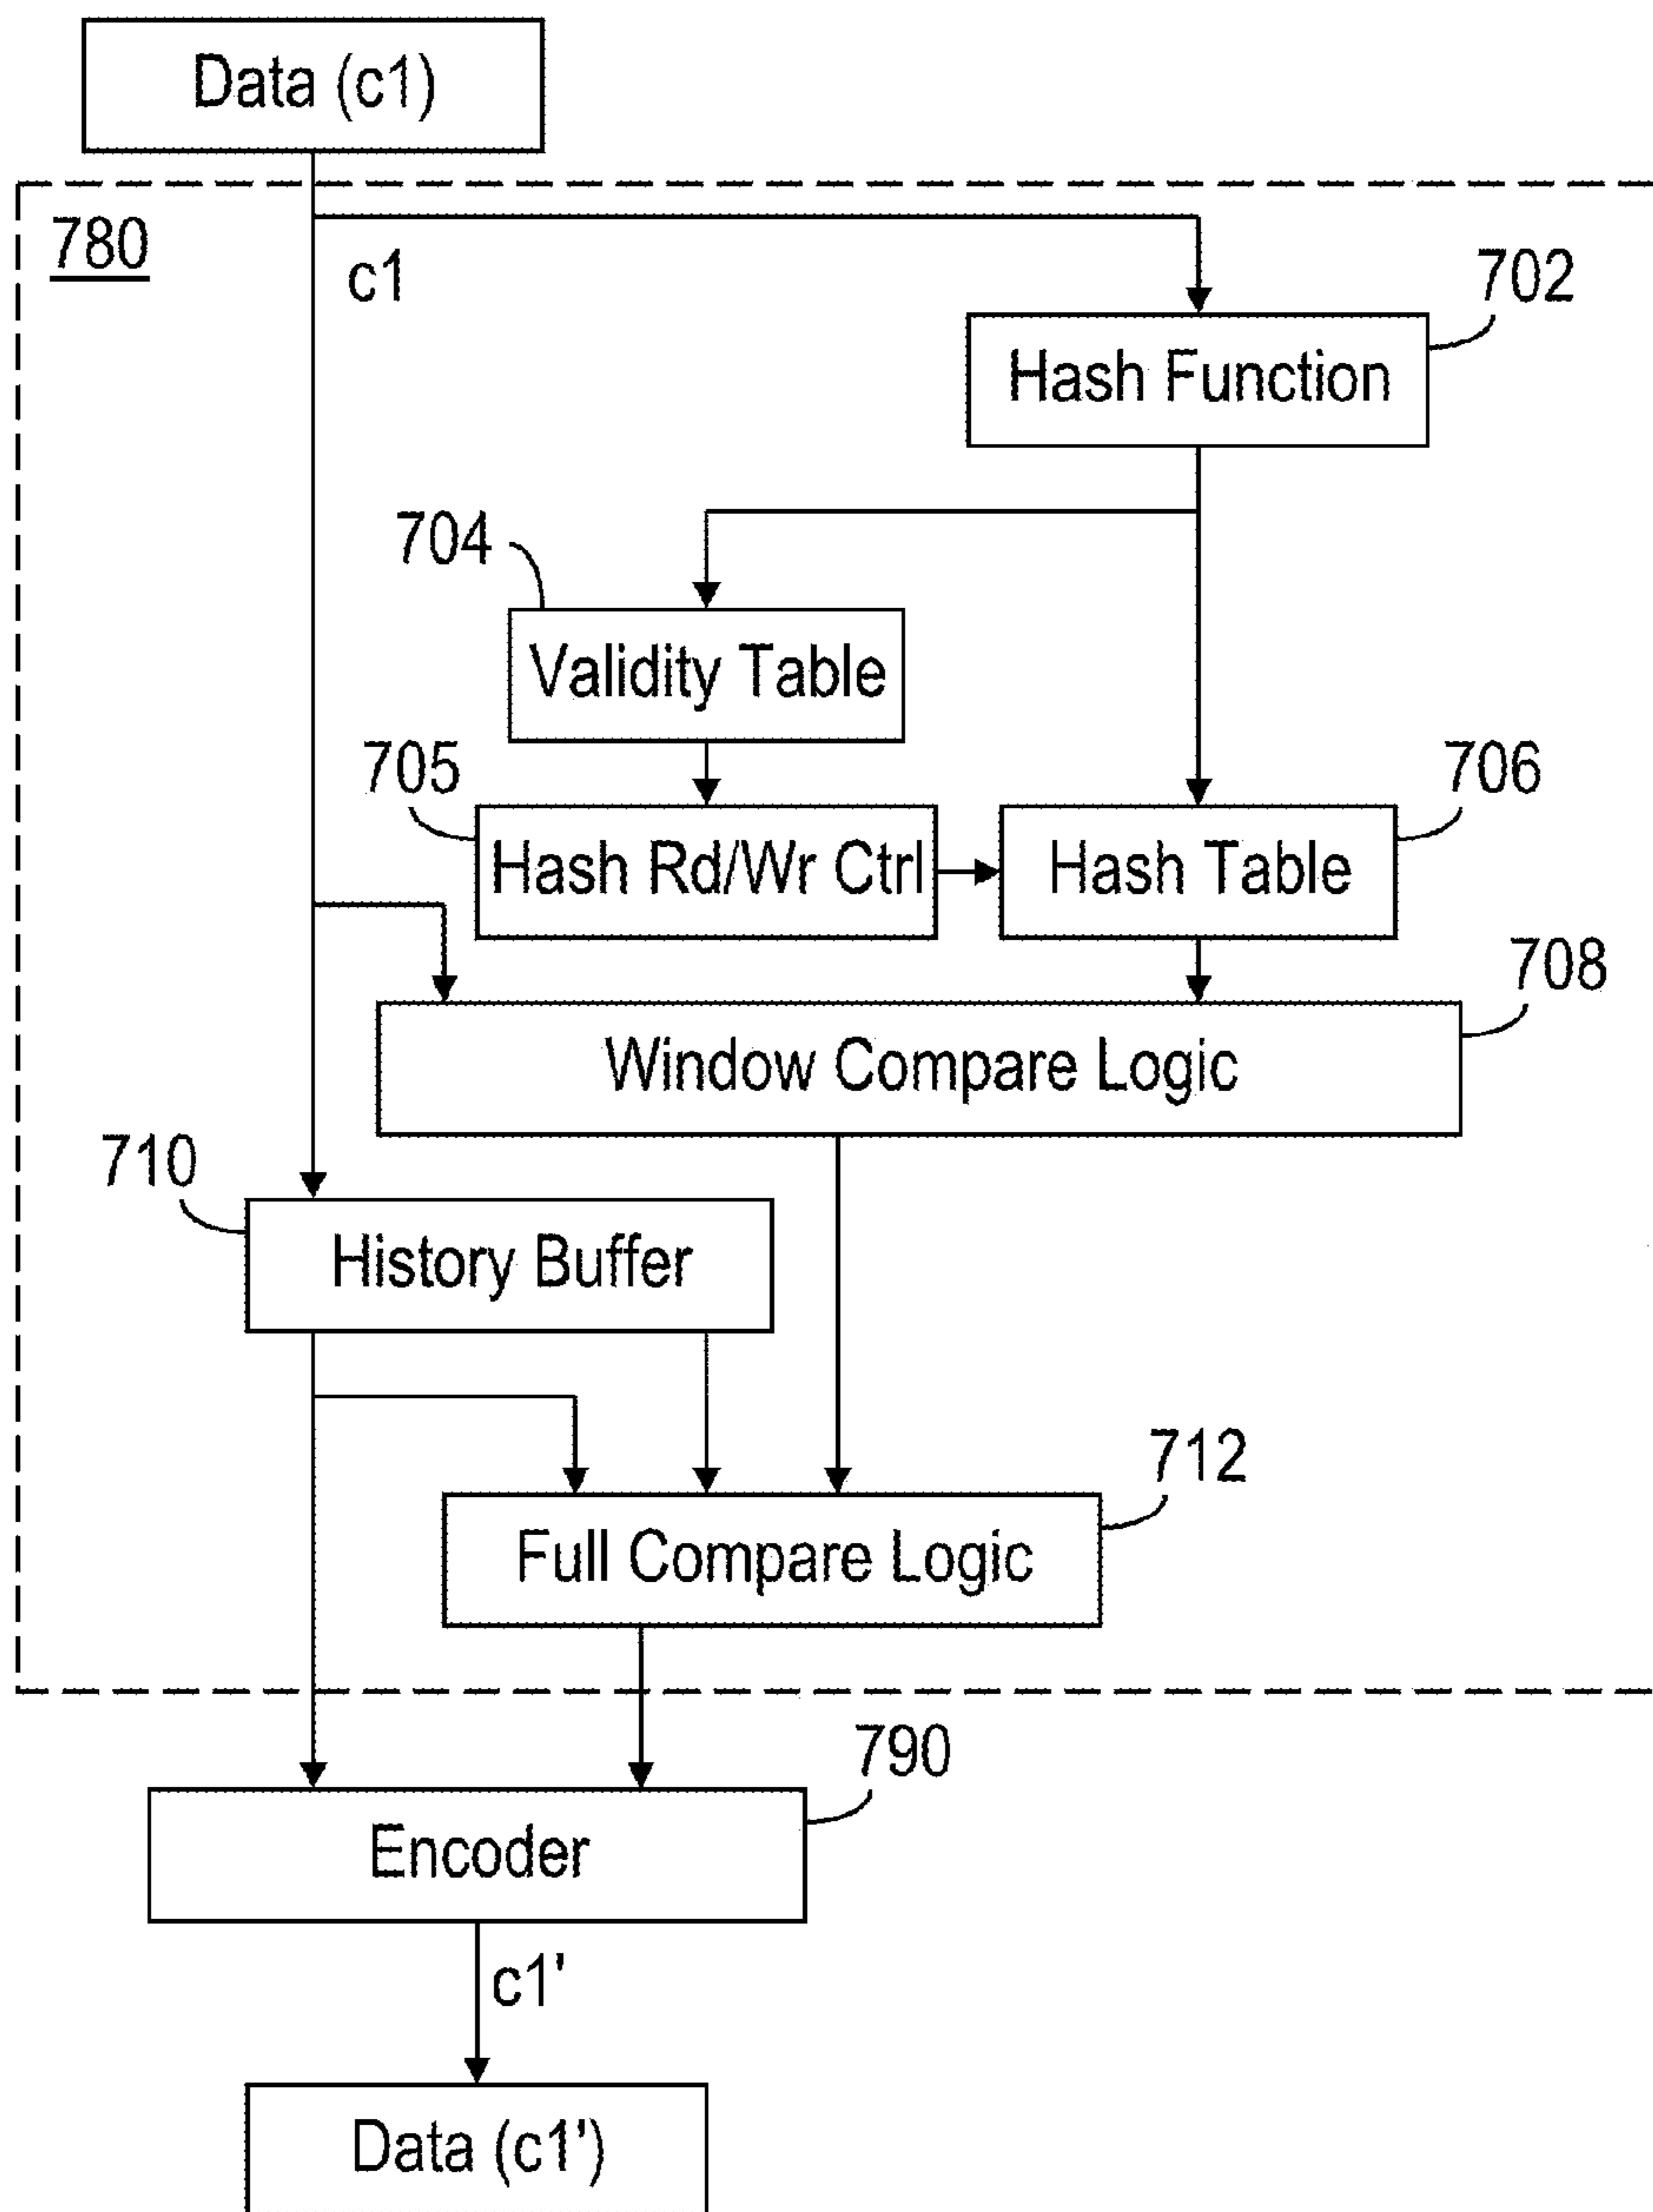 Data (c1)
780
c1
702
Hash Function
704
Validity Table
705
706
Hash Rd/Wr Ctrl
Hash Table
708
Window Compare Logic
710
History Buffer
712
Full Compare Logic
790
Encoder
c1'
Data (c1')